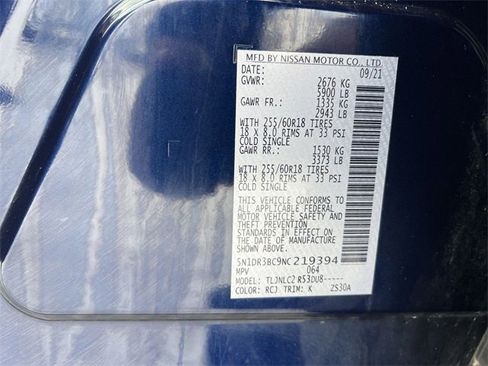 MFD BY NISSAN MOTOR CO., LTD.
DATE: 09/21
GVWR: 2676 KG
5900 LB
GAWR FR.: 1335 KG
2943 LB
WITH 255/60R18 TIRES
18 x 8.0 RIMS AT 33 PSI
COLD SINGLE
GAWR RR.: 1530 KG
3373 LB
WITH 255/60R18 TIRES
18 x 8.0 RIMS AT 33 PSI
COLD SINGLE
THIS VEHICLE CONFORMS TO
ALL APPLICABLE FEDERAL
MOTOR VEHICLE SAFETY AND
THEFT PREVENTION
STANDARDS IN EFFECT ON
THE DATE OF MANUFACTURE
SHOWN ABOVE.
5N1DR3BC9NC219394
MPV 064
MODEL: TLJNLC2 R53DU8-----
COLOR: RCJ TRIM: K ZS30A